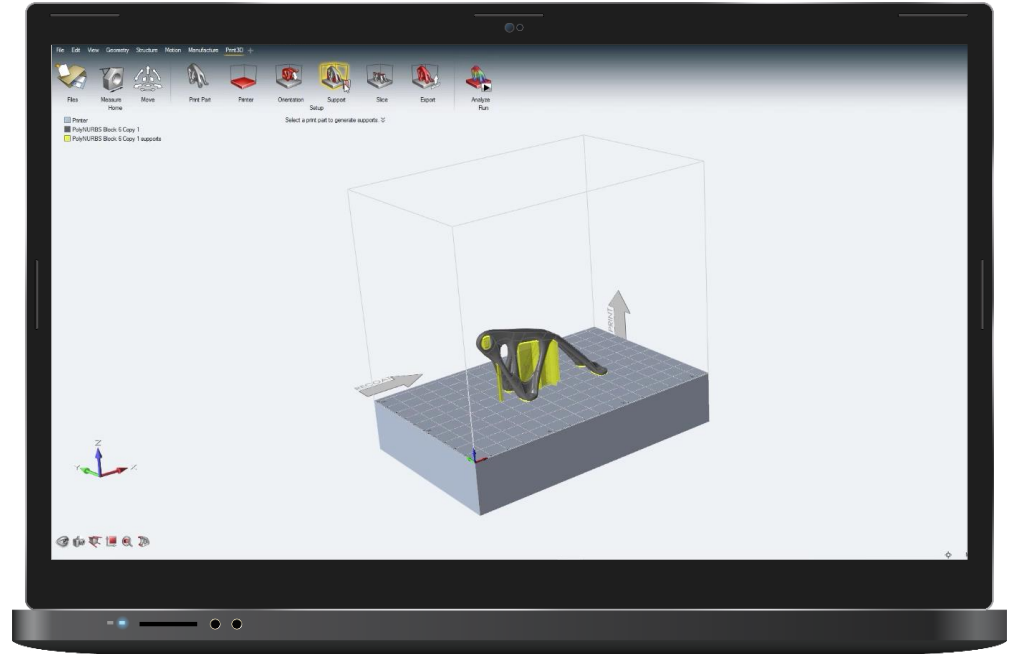 File Edit View Geometry Structure Motion Manufacture Print3D +
Files Measure Move Print Part Printer Orientation Support Slice Export Analyze
Home Setup Run
Printer
PolyNURBS Block 6 Copy 1
PolyNURBS Block 6 Copy 1 supports
Select a print part to generate supports.
PRINT
Z
Y
X